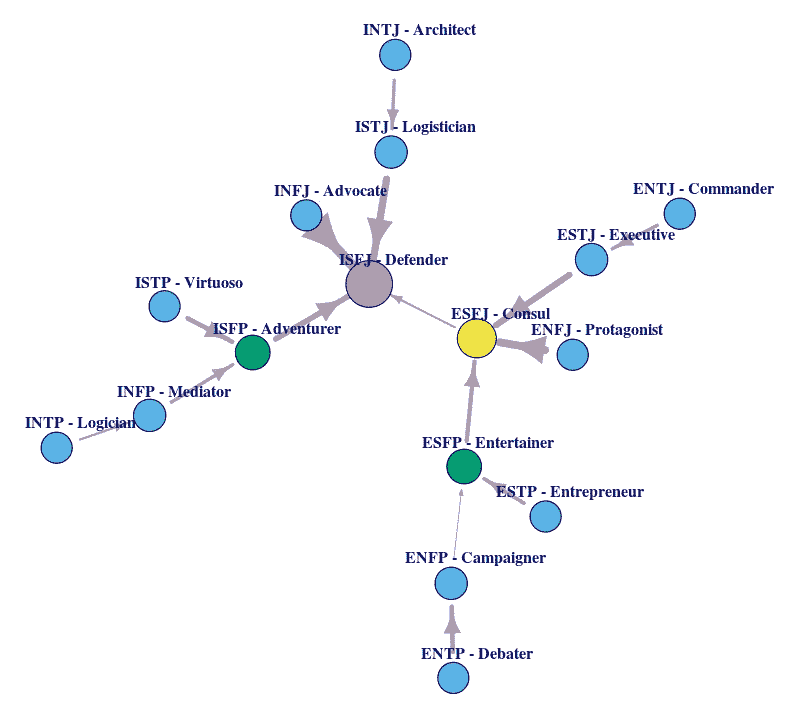 INTJ - Architect
ISTJ - Logistician
INFJ - Advocate
ENTJ - Commander
ESTJ - Executive
ISFJ - Defender
ISTP - Virtuoso
ESFJ - Consul
ISFP - Adventurer
ENFJ - Protagonist
INFP - Mediator
INTP - Logician
ESFP - Entertainer
ESTP - Entrepreneur
ENFP - Campaigner
ENTP - Debater